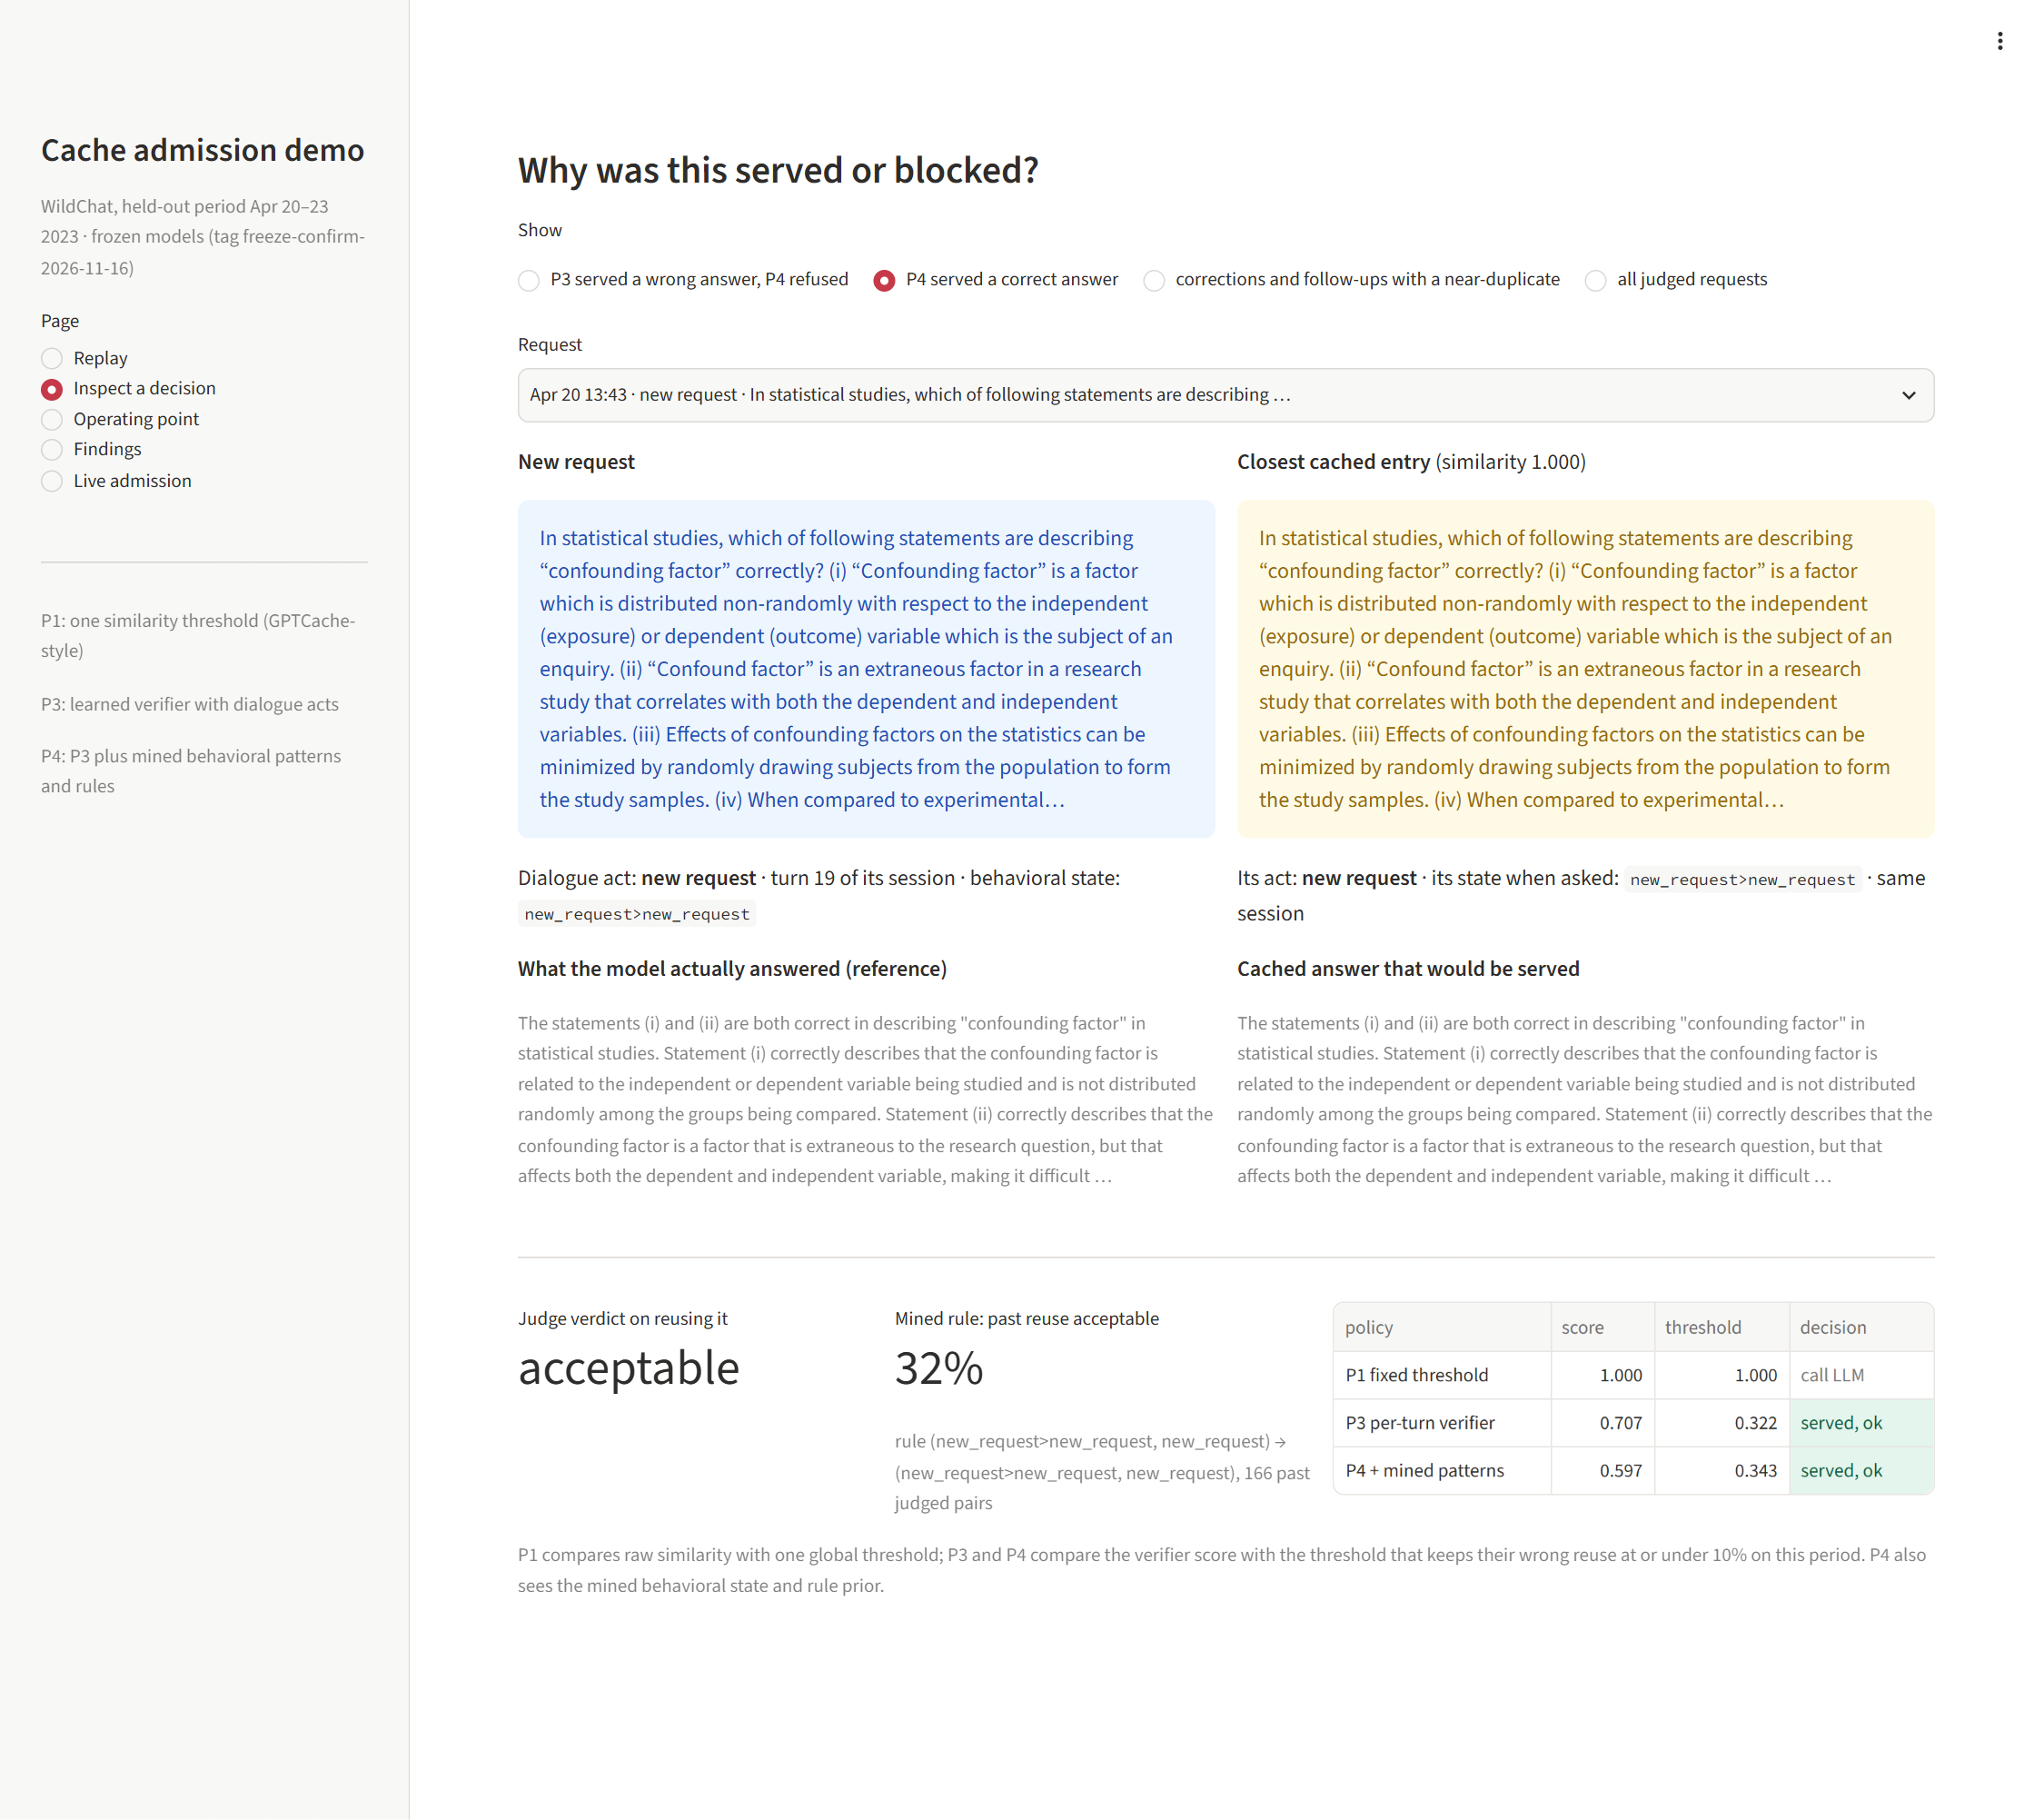 Cache admission demo
WildChat, held-out period Apr 20–23
2023 · frozen models (tag freeze-confirm-
2026-11-16)
Page
Replay
Inspect a decision
Operating point
Findings
Live admission
P1: one similarity threshold (GPTCache-
style)
P3: learned verifier with dialogue acts
P4: P3 plus mined behavioral patterns
and rules
Why was this served or blocked?
Show
P3 served a wrong answer, P4 refused
P4 served a correct answer
corrections and follow-ups with a near-duplicate
all judged requests
Request
Apr 20 13:43 · new request · In statistical studies, which of following statements are describing …
New request
In statistical studies, which of following statements are describing
“confounding factor” correctly? (i) “Confounding factor” is a factor
which is distributed non-randomly with respect to the independent
(exposure) or dependent (outcome) variable which is the subject of an
enquiry. (ii) “Confound factor” is an extraneous factor in a research
study that correlates with both the dependent and independent
variables. (iii) Effects of confounding factors on the statistics can be
minimized by randomly drawing subjects from the population to form
the study samples. (iv) When compared to experimental…
Dialogue act: new request · turn 19 of its session · behavioral state:
new_request>new_request
What the model actually answered (reference)
The statements (i) and (ii) are both correct in describing "confounding factor" in
statistical studies. Statement (i) correctly describes that the confounding factor is
related to the independent or dependent variable being studied and is not distributed
randomly among the groups being compared. Statement (ii) correctly describes that the
confounding factor is a factor that is extraneous to the research question, but that
affects both the dependent and independent variable, making it difficult …
Closest cached entry (similarity 1.000)
In statistical studies, which of following statements are describing
“confounding factor” correctly? (i) “Confounding factor” is a factor
which is distributed non-randomly with respect to the independent
(exposure) or dependent (outcome) variable which is the subject of an
enquiry. (ii) “Confound factor” is an extraneous factor in a research
study that correlates with both the dependent and independent
variables. (iii) Effects of confounding factors on the statistics can be
minimized by randomly drawing subjects from the population to form
the study samples. (iv) When compared to experimental…
Its act: new request · its state when asked: new_request>new_request · same
session
Cached answer that would be served
The statements (i) and (ii) are both correct in describing "confounding factor" in
statistical studies. Statement (i) correctly describes that the confounding factor is
related to the independent or dependent variable being studied and is not distributed
randomly among the groups being compared. Statement (ii) correctly describes that the
confounding factor is a factor that is extraneous to the research question, but that
affects both the dependent and independent variable, making it difficult …
Judge verdict on reusing it
acceptable
Mined rule: past reuse acceptable
32%
rule (new_request>new_request, new_request) →
(new_request>new_request, new_request), 166 past
judged pairs
policy score threshold decision
P1 fixed threshold 1.000 1.000 call LLM
P3 per-turn verifier 0.707 0.322 served, ok
P4 + mined patterns 0.597 0.343 served, ok
P1 compares raw similarity with one global threshold; P3 and P4 compare the verifier score with the threshold that keeps their wrong reuse at or under 10% on this period. P4 also
sees the mined behavioral state and rule prior.